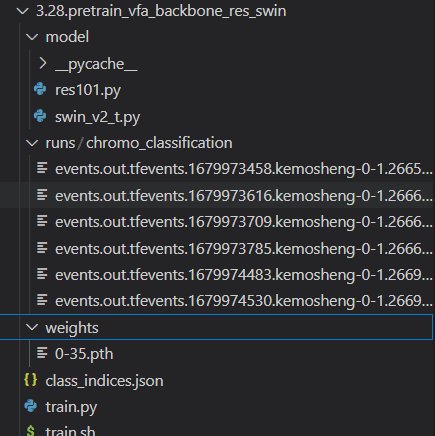 3.28.pretrain_vfa_backbone_res_swin
model
__pycache__
res101.py
swin_v2_t.py
runs/chromo_classification
events.out.tfevents.1679973458.kemosheng-0-1.2665...
events.out.tfevents.1679973616.kemosheng-0-1.2666...
events.out.tfevents.1679973709.kemosheng-0-1.2666...
events.out.tfevents.1679973785.kemosheng-0-1.2666...
events.out.tfevents.1679974483.kemosheng-0-1.2669...
events.out.tfevents.1679974530.kemosheng-0-1.2669...
weights
0-35.pth
{} class_indices.json
train.py
$ train.sh